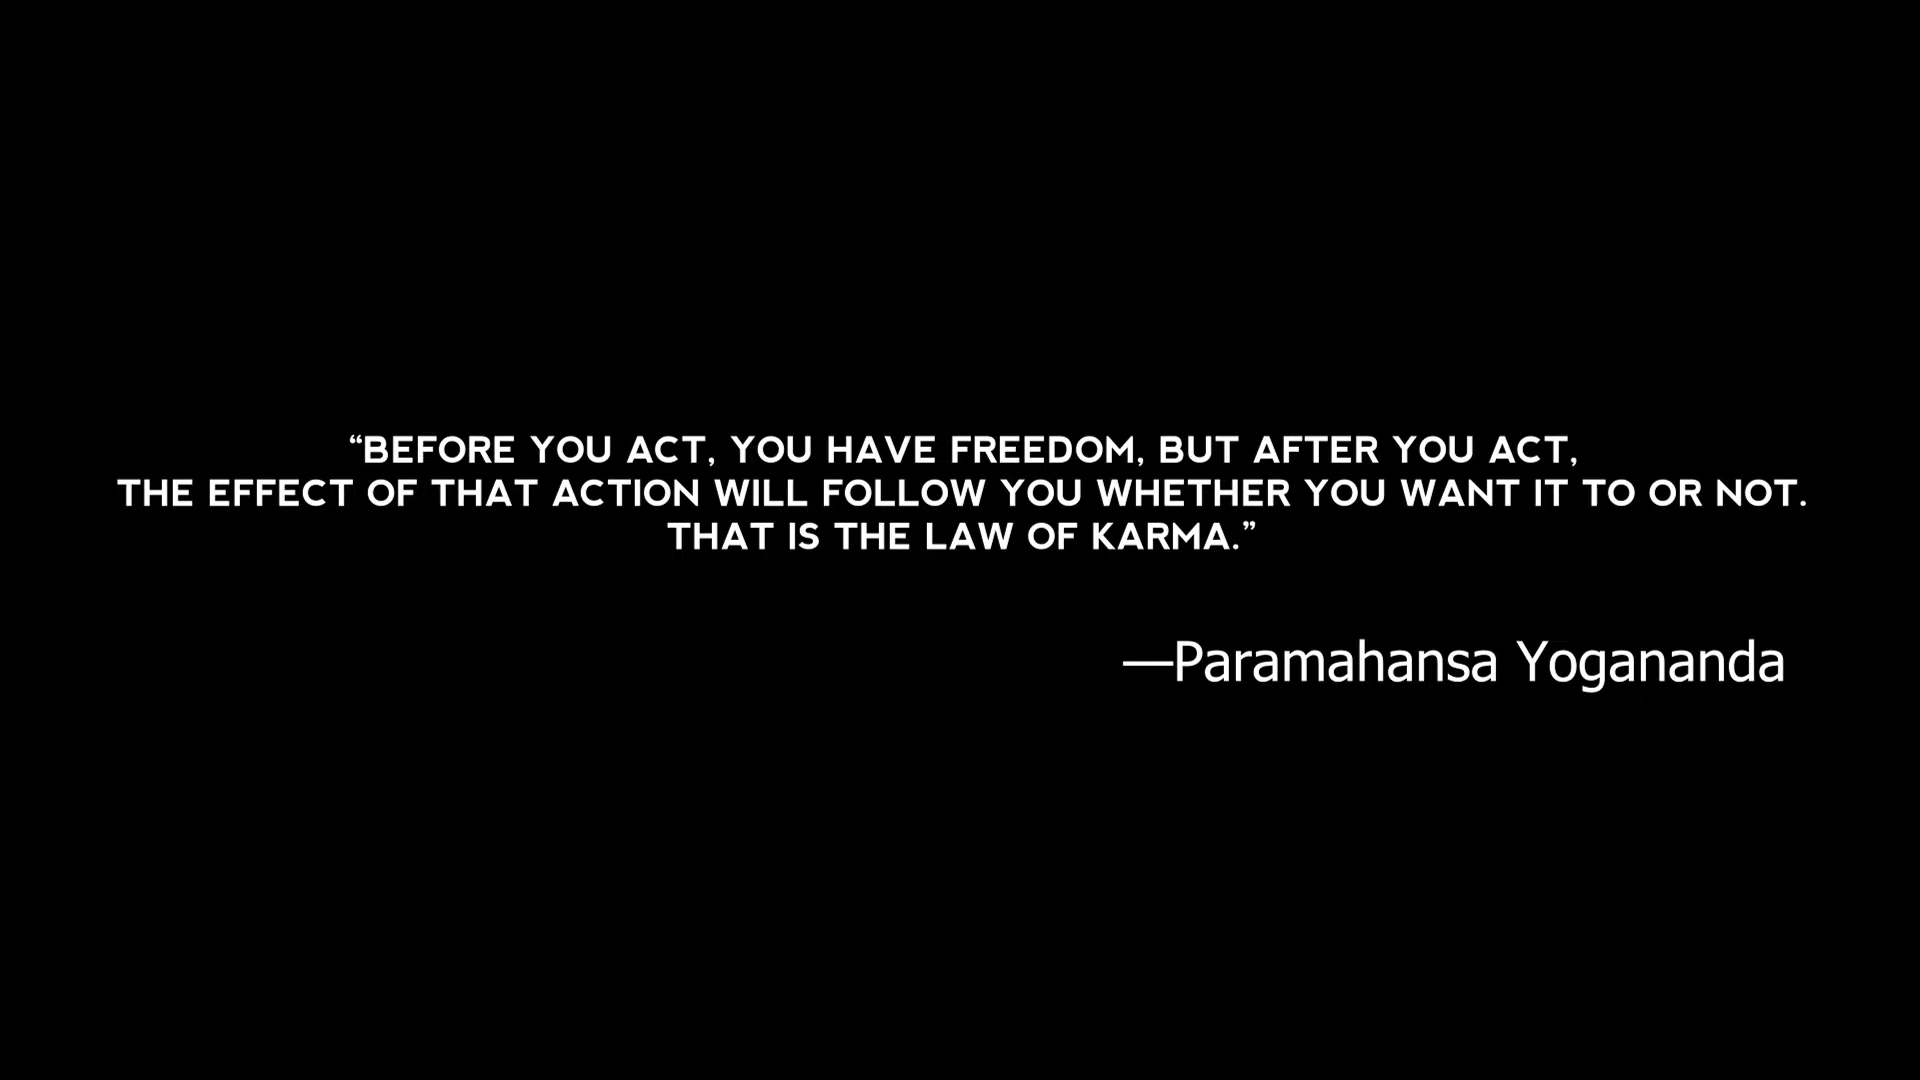 “BEFORE YOU ACT, YOU HAVE FREEDOM, BUT AFTER YOU ACT,
THE EFFECT OF THAT ACTION WILL FOLLOW YOU WHETHER YOU WANT IT TO OR NOT.
THAT IS THE LAW OF KARMA.”
—Paramahansa Yogananda